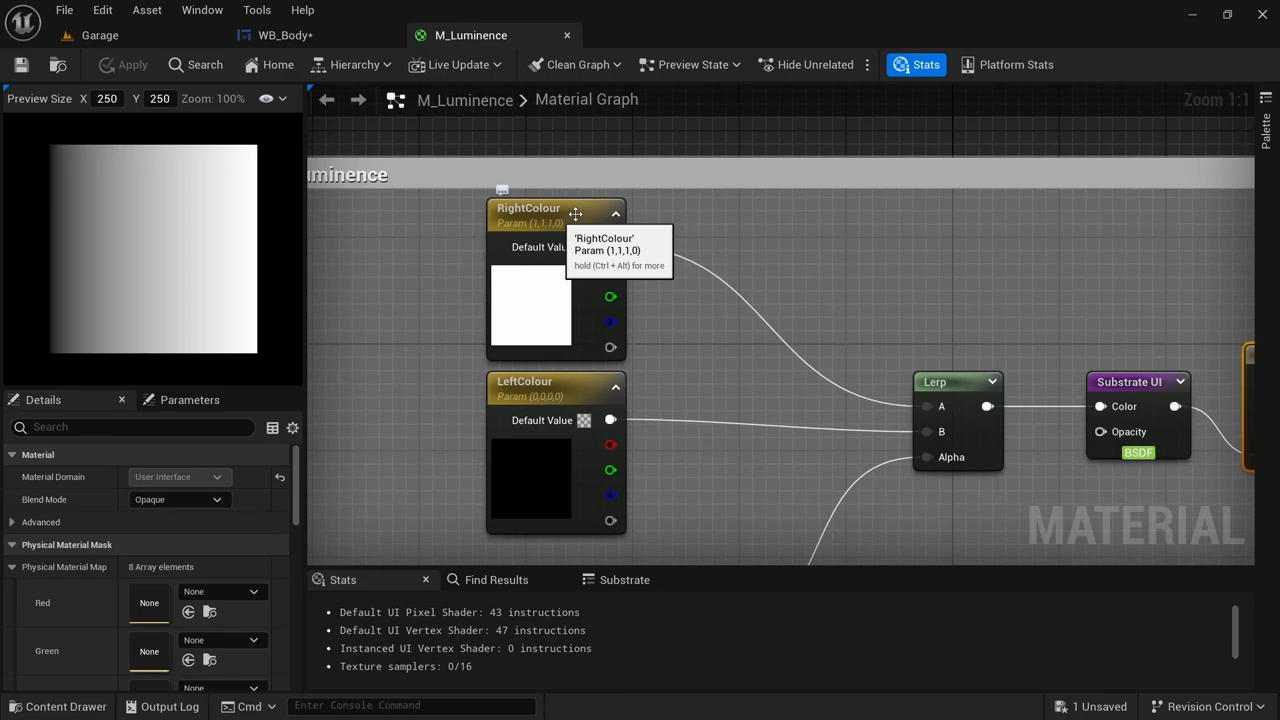 File Edit Asset Window Tools Help
Garage WB_Body* M_Luminence
Apply Search Home Hierarchy Live Update Clean Graph Preview State Hide Unrelated Stats Platform Stats
Preview Size X 250 Y 250 Zoom: 100%
M_Luminence > Material Graph Zoom 1:1
Palette
uminence
RightColour
Param (1,1,1,0)
Default Valu
'RightColour'
Param (1,1,1,0)
hold (Ctrl + Alt) for more
LeftColour
Param (0,0,0,0)
Default Value
Lerp
A
B
Alpha
Substrate UI
Color
Opacity
BSDF
MATERIAL
Details Parameters
Search
Material
Material Domain User Interface
Blend Mode Opaque
Advanced
Physical Material Mask
Physical Material Map 8 Array elements
Red None None
Green None None
None
Stats Find Results Substrate
Default UI Pixel Shader: 43 instructions
Default UI Vertex Shader: 47 instructions
Instanced UI Vertex Shader: 0 instructions
Texture samplers: 0/16
Content Drawer Output Log Cmd Enter Console Command 1 Unsaved Revision Control